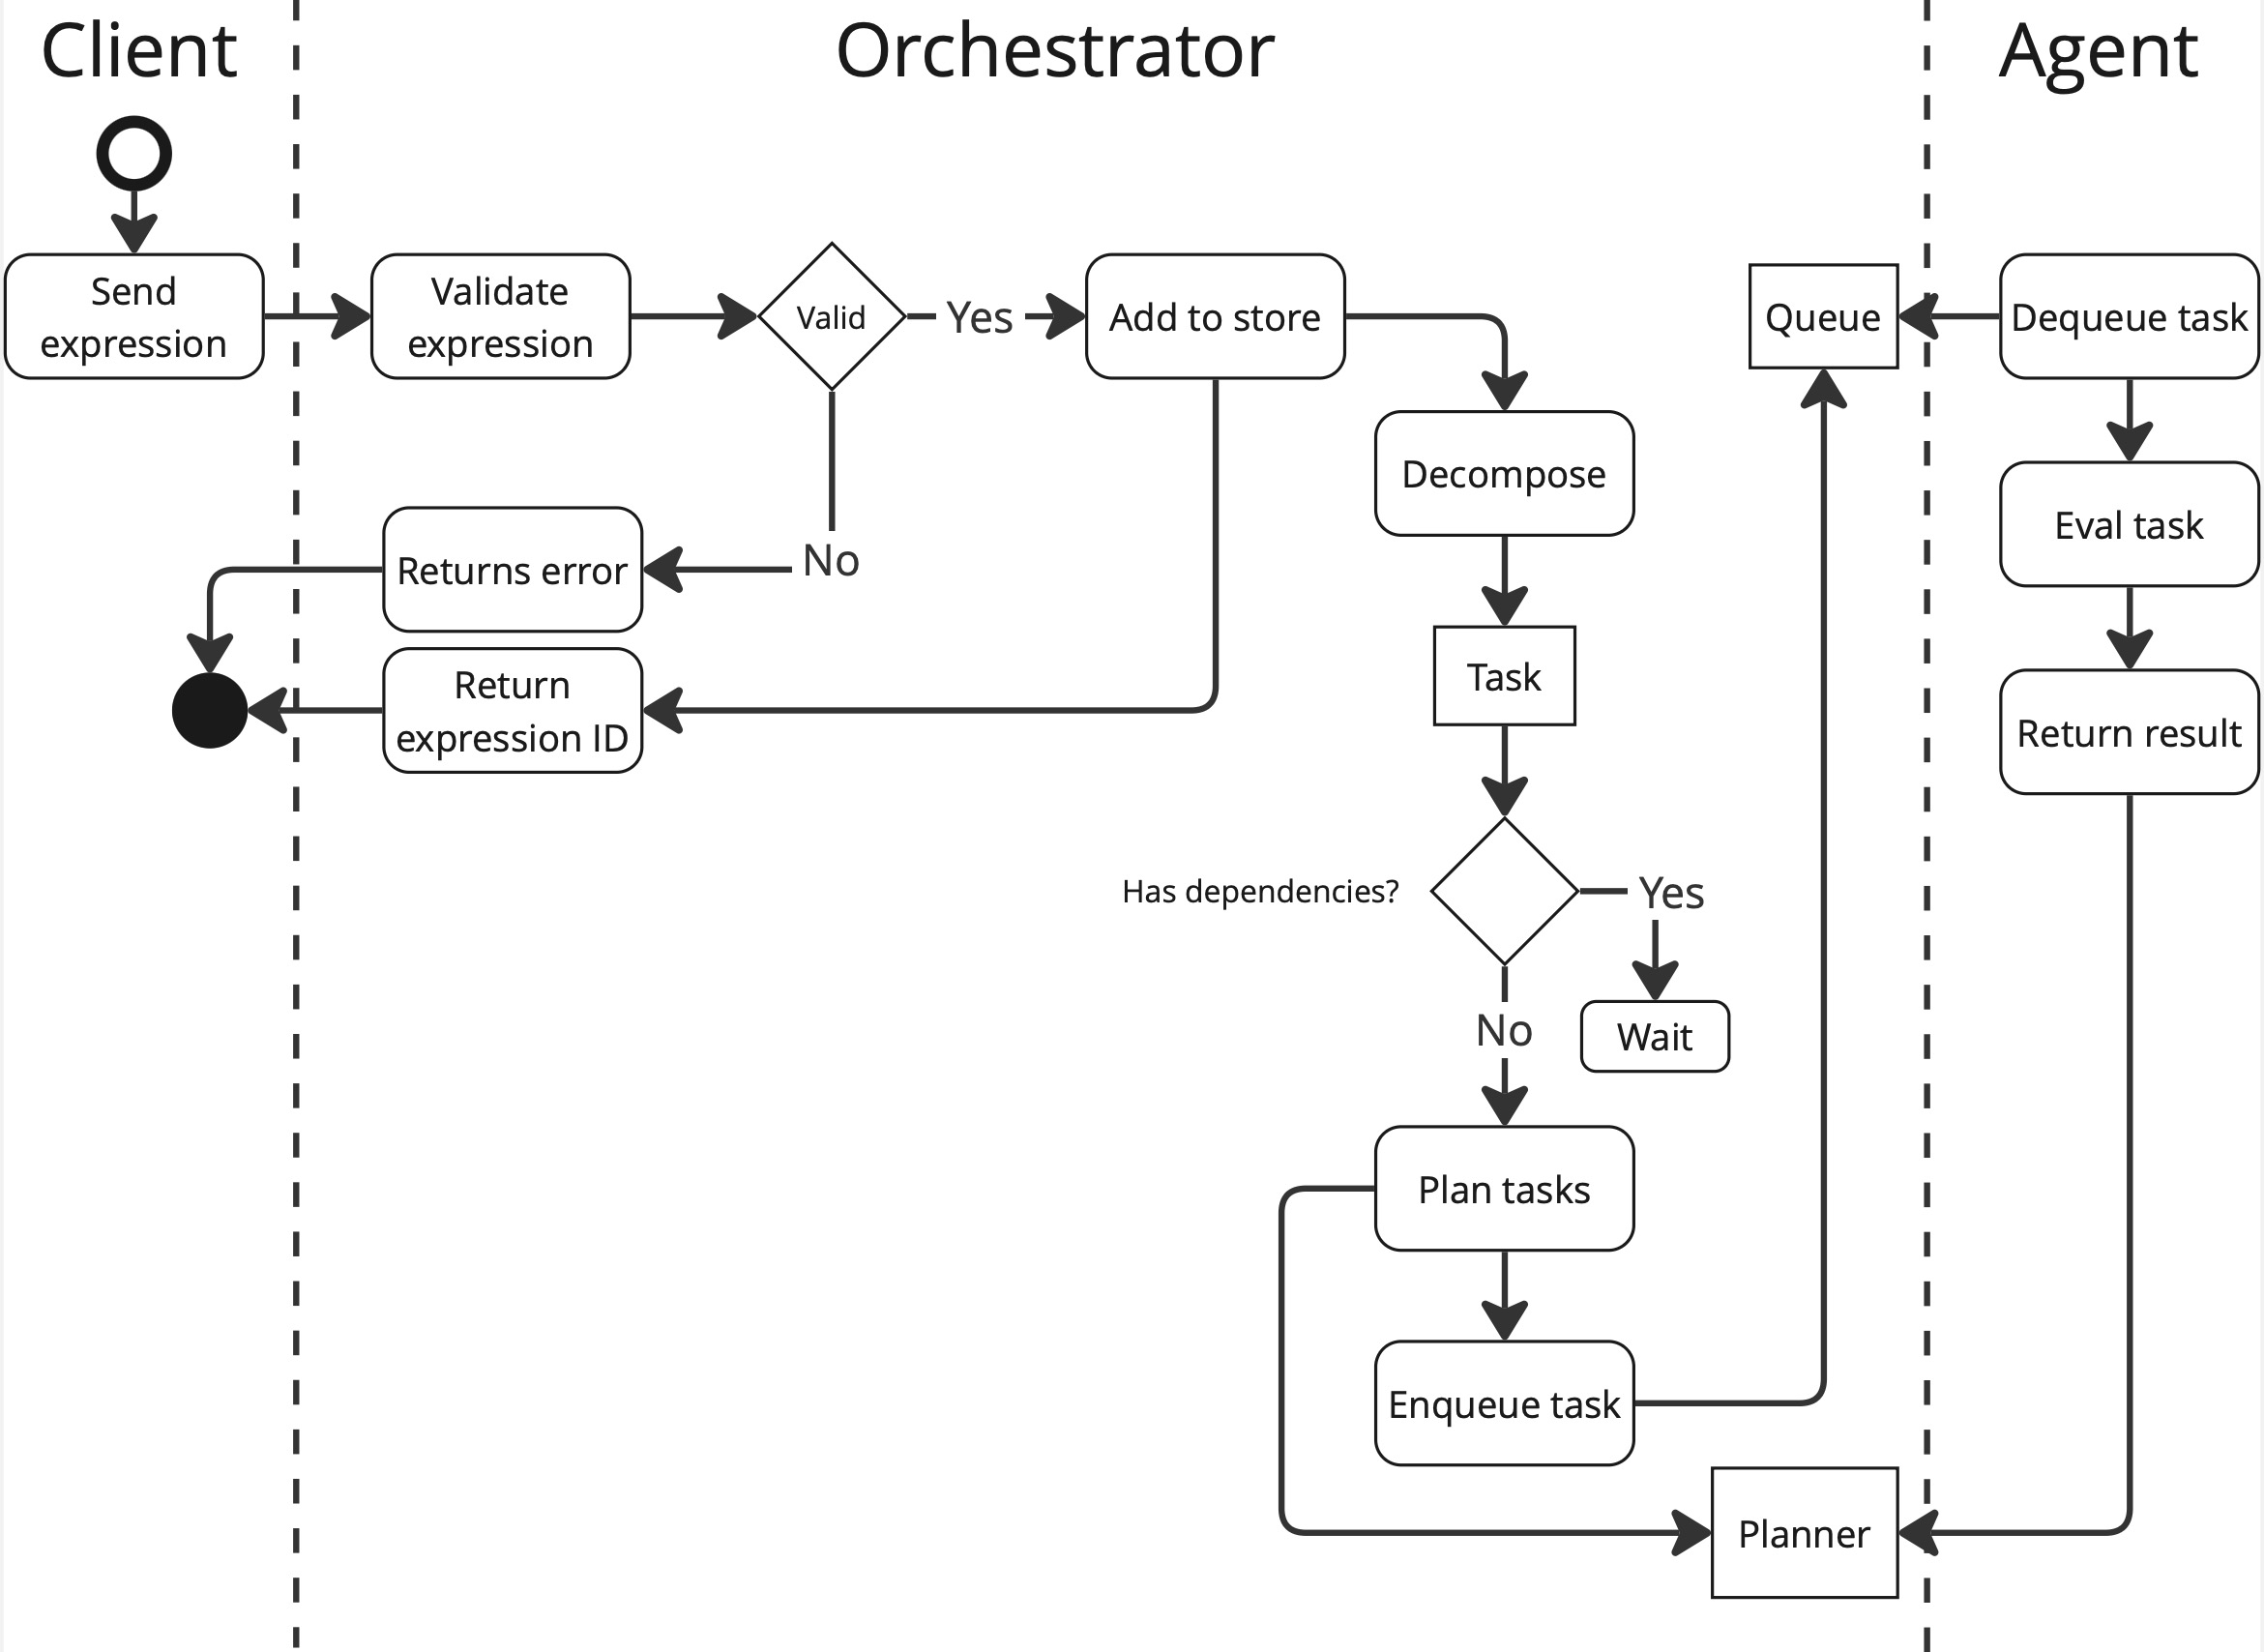 Client
Orchestrator
Agent
Send
expression
Validate
expression
Valid
Yes
Add to store
Queue
Dequeue task
Decompose
Eval task
No
Returns error
Return
expression ID
Task
Return result
Has dependencies?
Yes
No
Wait
Plan tasks
Enqueue task
Planner